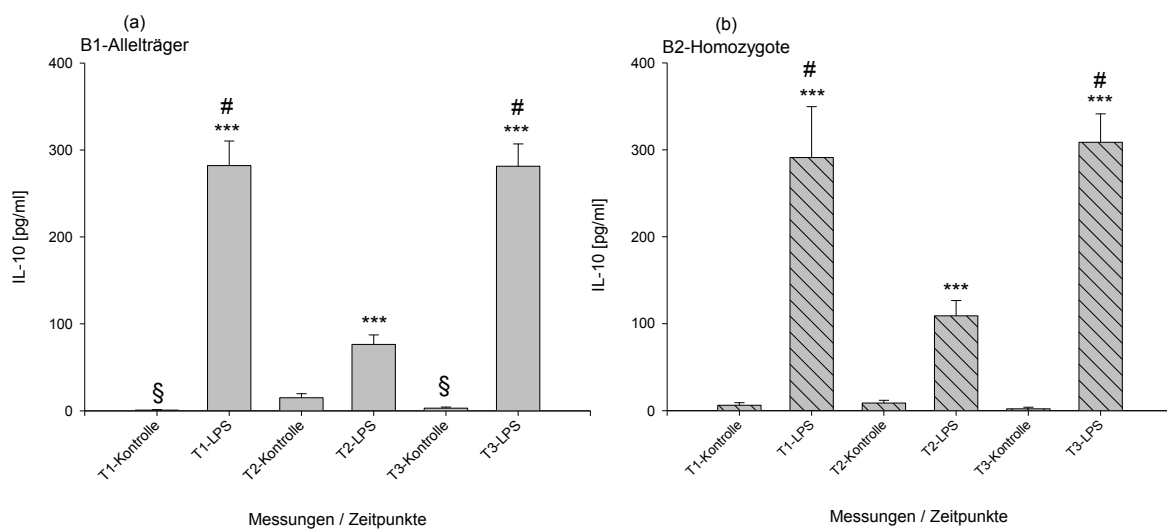 (a)
B1-Allelträger
400
300
200
100
0
IL-10 [pg/ml]
§
#
***
***
§
#
***
T1-Kontrolle
T1-LPS
T2-Kontrolle
T2-LPS
T3-Kontrolle
T3-LPS
Messungen / Zeitpunkte
(b)
B2-Homozygote
400
300
200
100
0
IL-10 [pg/ml]
#
***
***
#
***
T1-Kontrolle
T1-LPS
T2-Kontrolle
T2-LPS
T3-Kontrolle
T3-LPS
Messungen / Zeitpunkte